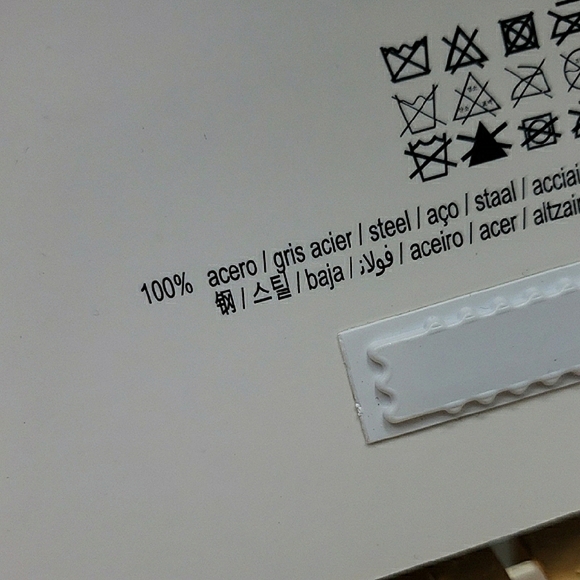 100% acero / gris acier / steel / aço / staal / acciai
钢 / 스틸 / baja / فولاذ / aceiro / acer / altzair